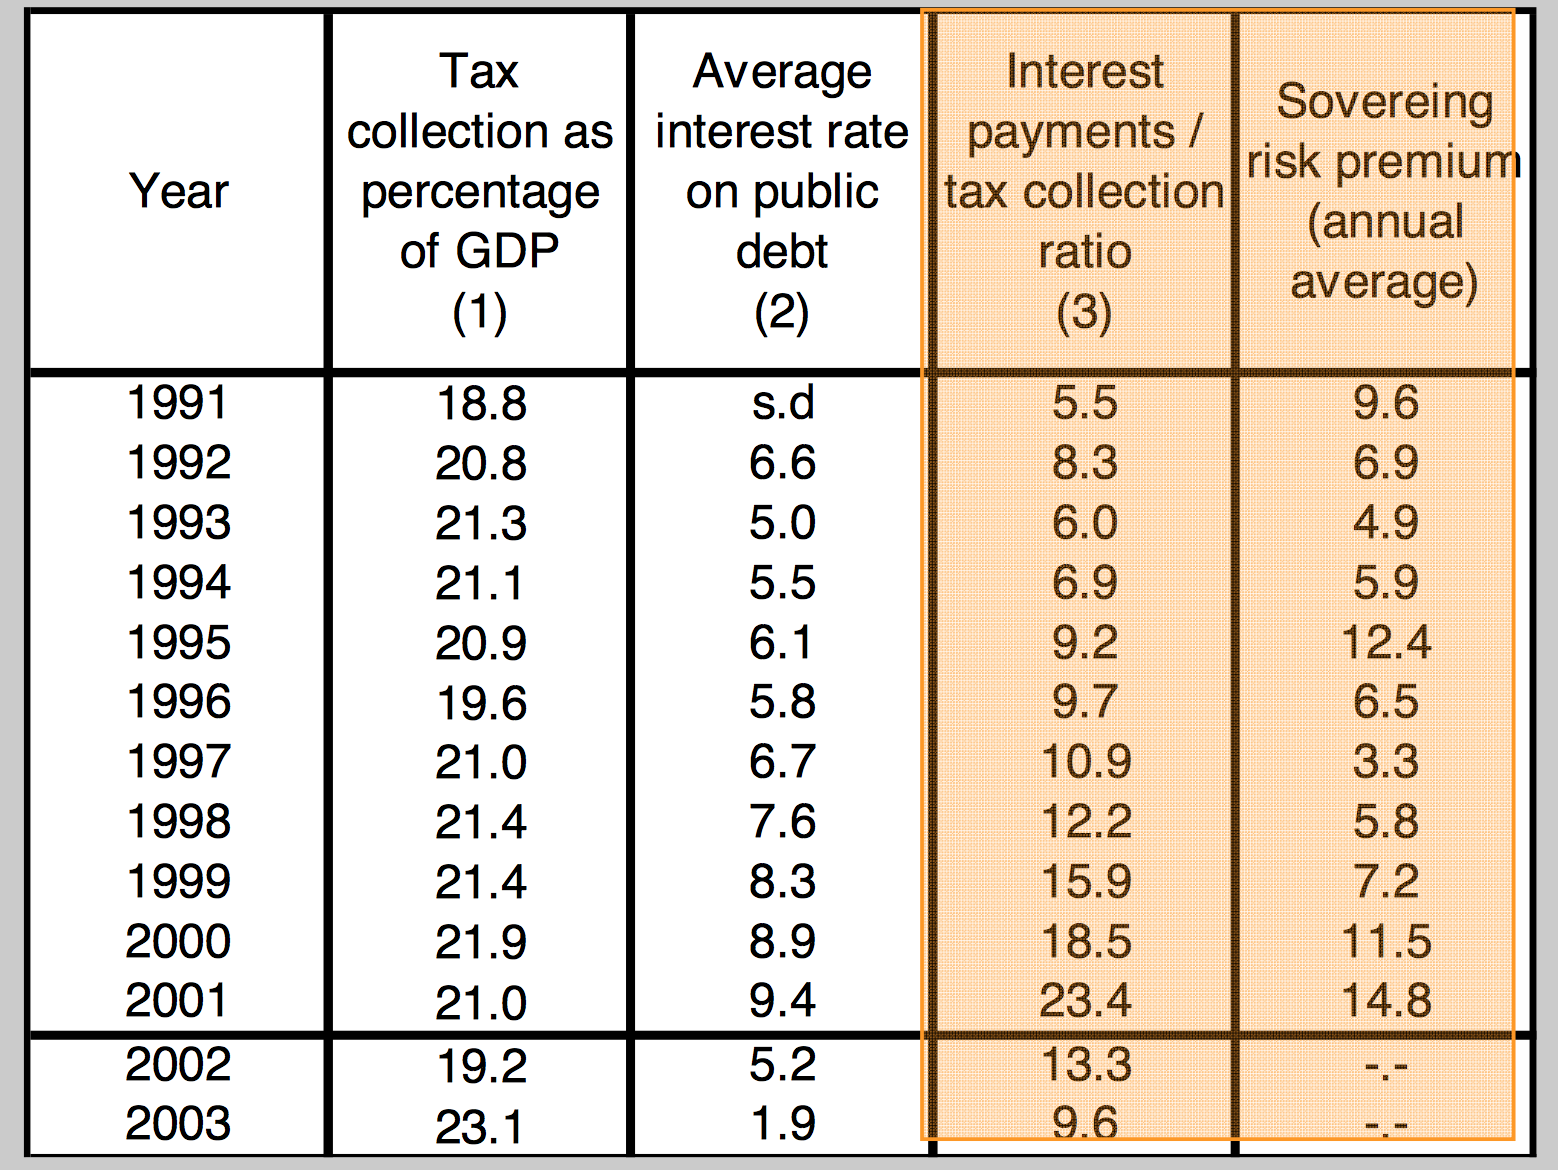 Year
Tax
collection as
percentage
of GDP
(1)
Average
interest rate
on public
debt
(2)
Interest
payments /
tax collection
ratio
(3)
Sovereing
risk premium
(annual
average)
1991 18.8 s.d 5.5 9.6
1992 20.8 6.6 8.3 6.9
1993 21.3 5.0 6.0 4.9
1994 21.1 5.5 6.9 5.9
1995 20.9 6.1 9.2 12.4
1996 19.6 5.8 9.7 6.5
1997 21.0 6.7 10.9 3.3
1998 21.4 7.6 12.2 5.8
1999 21.4 8.3 15.9 7.2
2000 21.9 8.9 18.5 11.5
2001 21.0 9.4 23.4 14.8
2002 19.2 5.2 13.3 -.-
2003 23.1 1.9 9.6 -.-